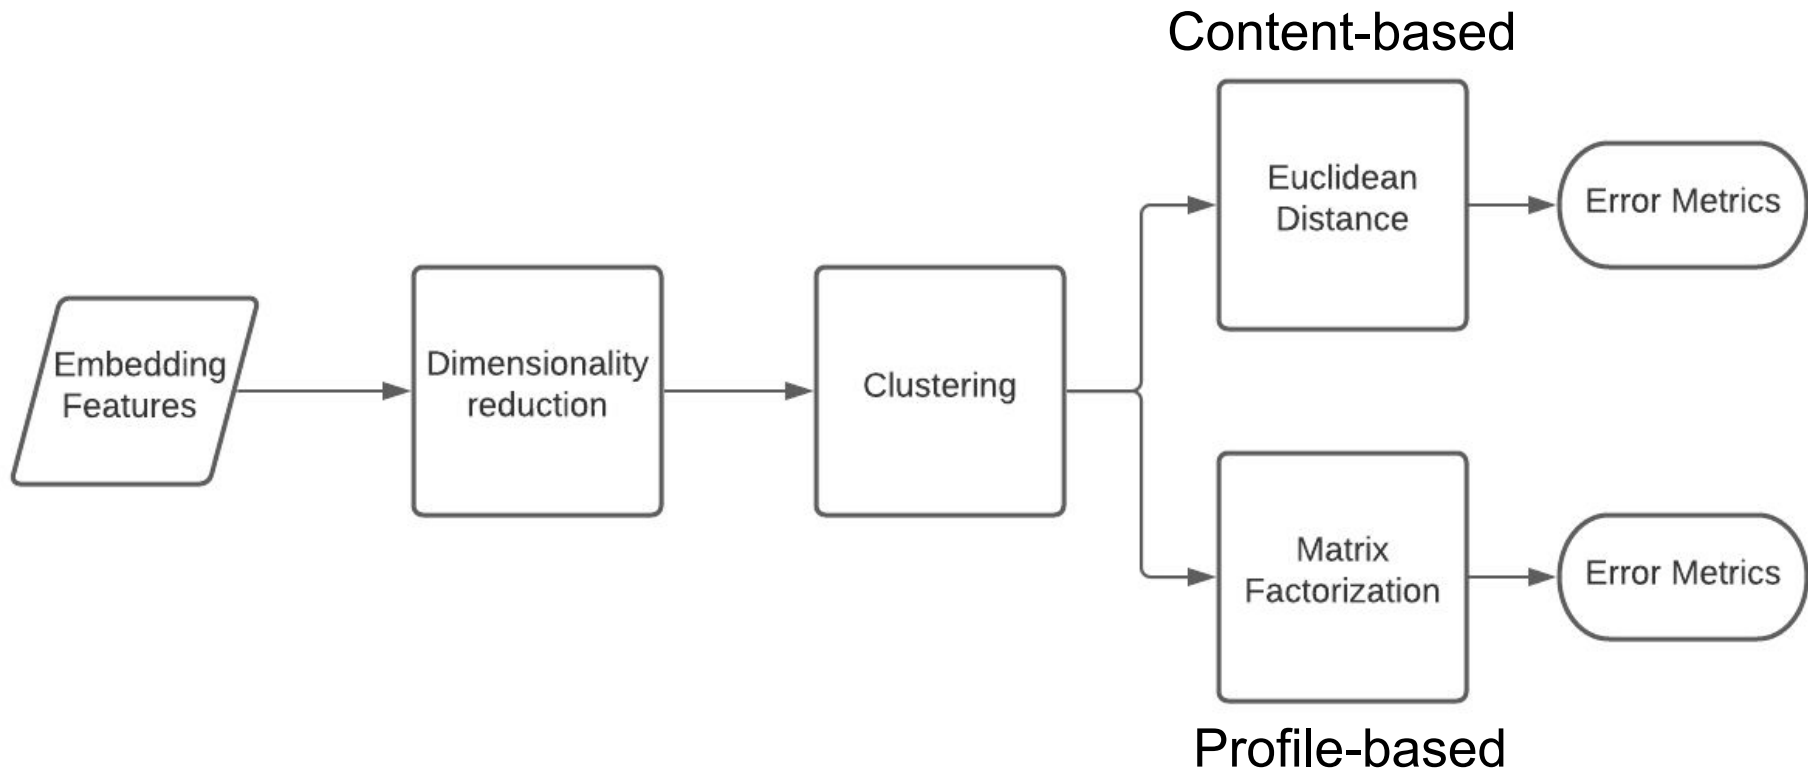 Content-based
Euclidean
Distance
Error Metrics
Embedding
Features
Dimensionality
reduction
Clustering
Matrix
Factorization
Error Metrics
Profile-based